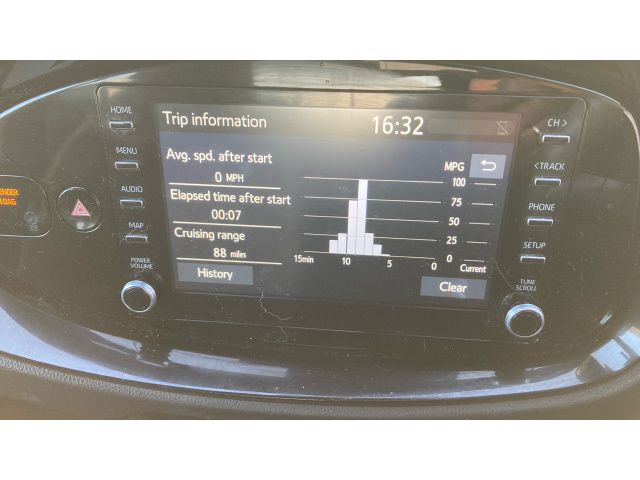 HOME
MENU
AUDIO
MAP
POWER
VOLUME
Trip information
16:32
Avg. spd. after start
0 MPH
Elapsed time after start
00:07
Cruising range
88 miles
History
MPG
100
75
50
25
0
15min 10 5 0 Current
Clear
CH >
< TRACK
PHONE
SETUP
TUNE
SCROLL